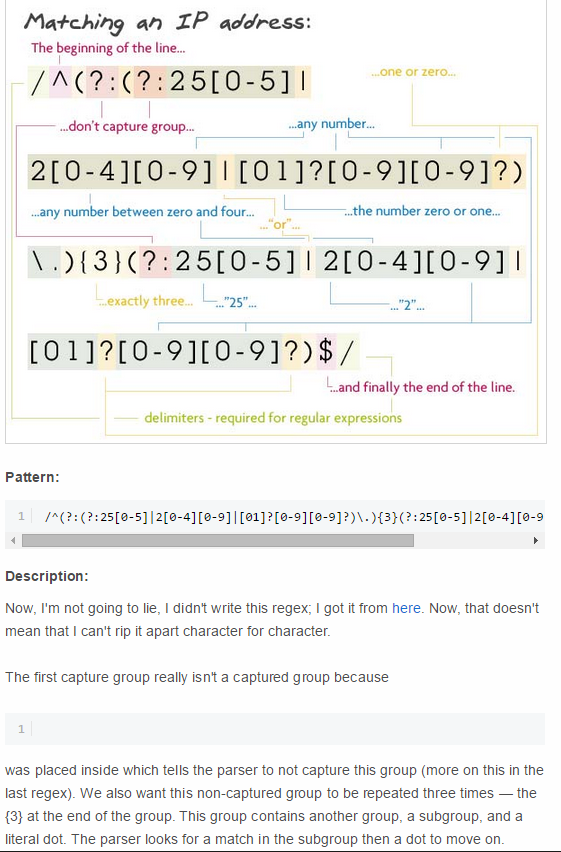 Matching an IP address:
The beginning of the line...
/^(?:(?:25[0-5]|
...one or zero...
...don't capture group...
...any number...
2[0-4][0-9]|[01]?[0-9][0-9]?)
...any number between zero and four...
...the number zero or one...
..."or"...
\.){3}(?:25[0-5]|2[0-4][0-9]|
...exactly three...
..."25"...
..."2"...
[01]?[0-9][0-9]?)$/
...and finally the end of the line.
delimiters - required for regular expressions
Pattern:
1 /^(?:(?:25[0-5]|2[0-4][0-9]|[01]?[0-9][0-9]?)\.){3}(?:25[0-5]|2[0-4][0-9
Description:
Now, I'm not going to lie, I didn't write this regex; I got it from here. Now, that doesn't
mean that I can't rip it apart character for character.
The first capture group really isn't a captured group because
1
was placed inside which tells the parser to not capture this group (more on this in the
last regex). We also want this non-captured group to be repeated three times — the
{3} at the end of the group. This group contains another group, a subgroup, and a
literal dot. The parser looks for a match in the subgroup then a dot to move on.